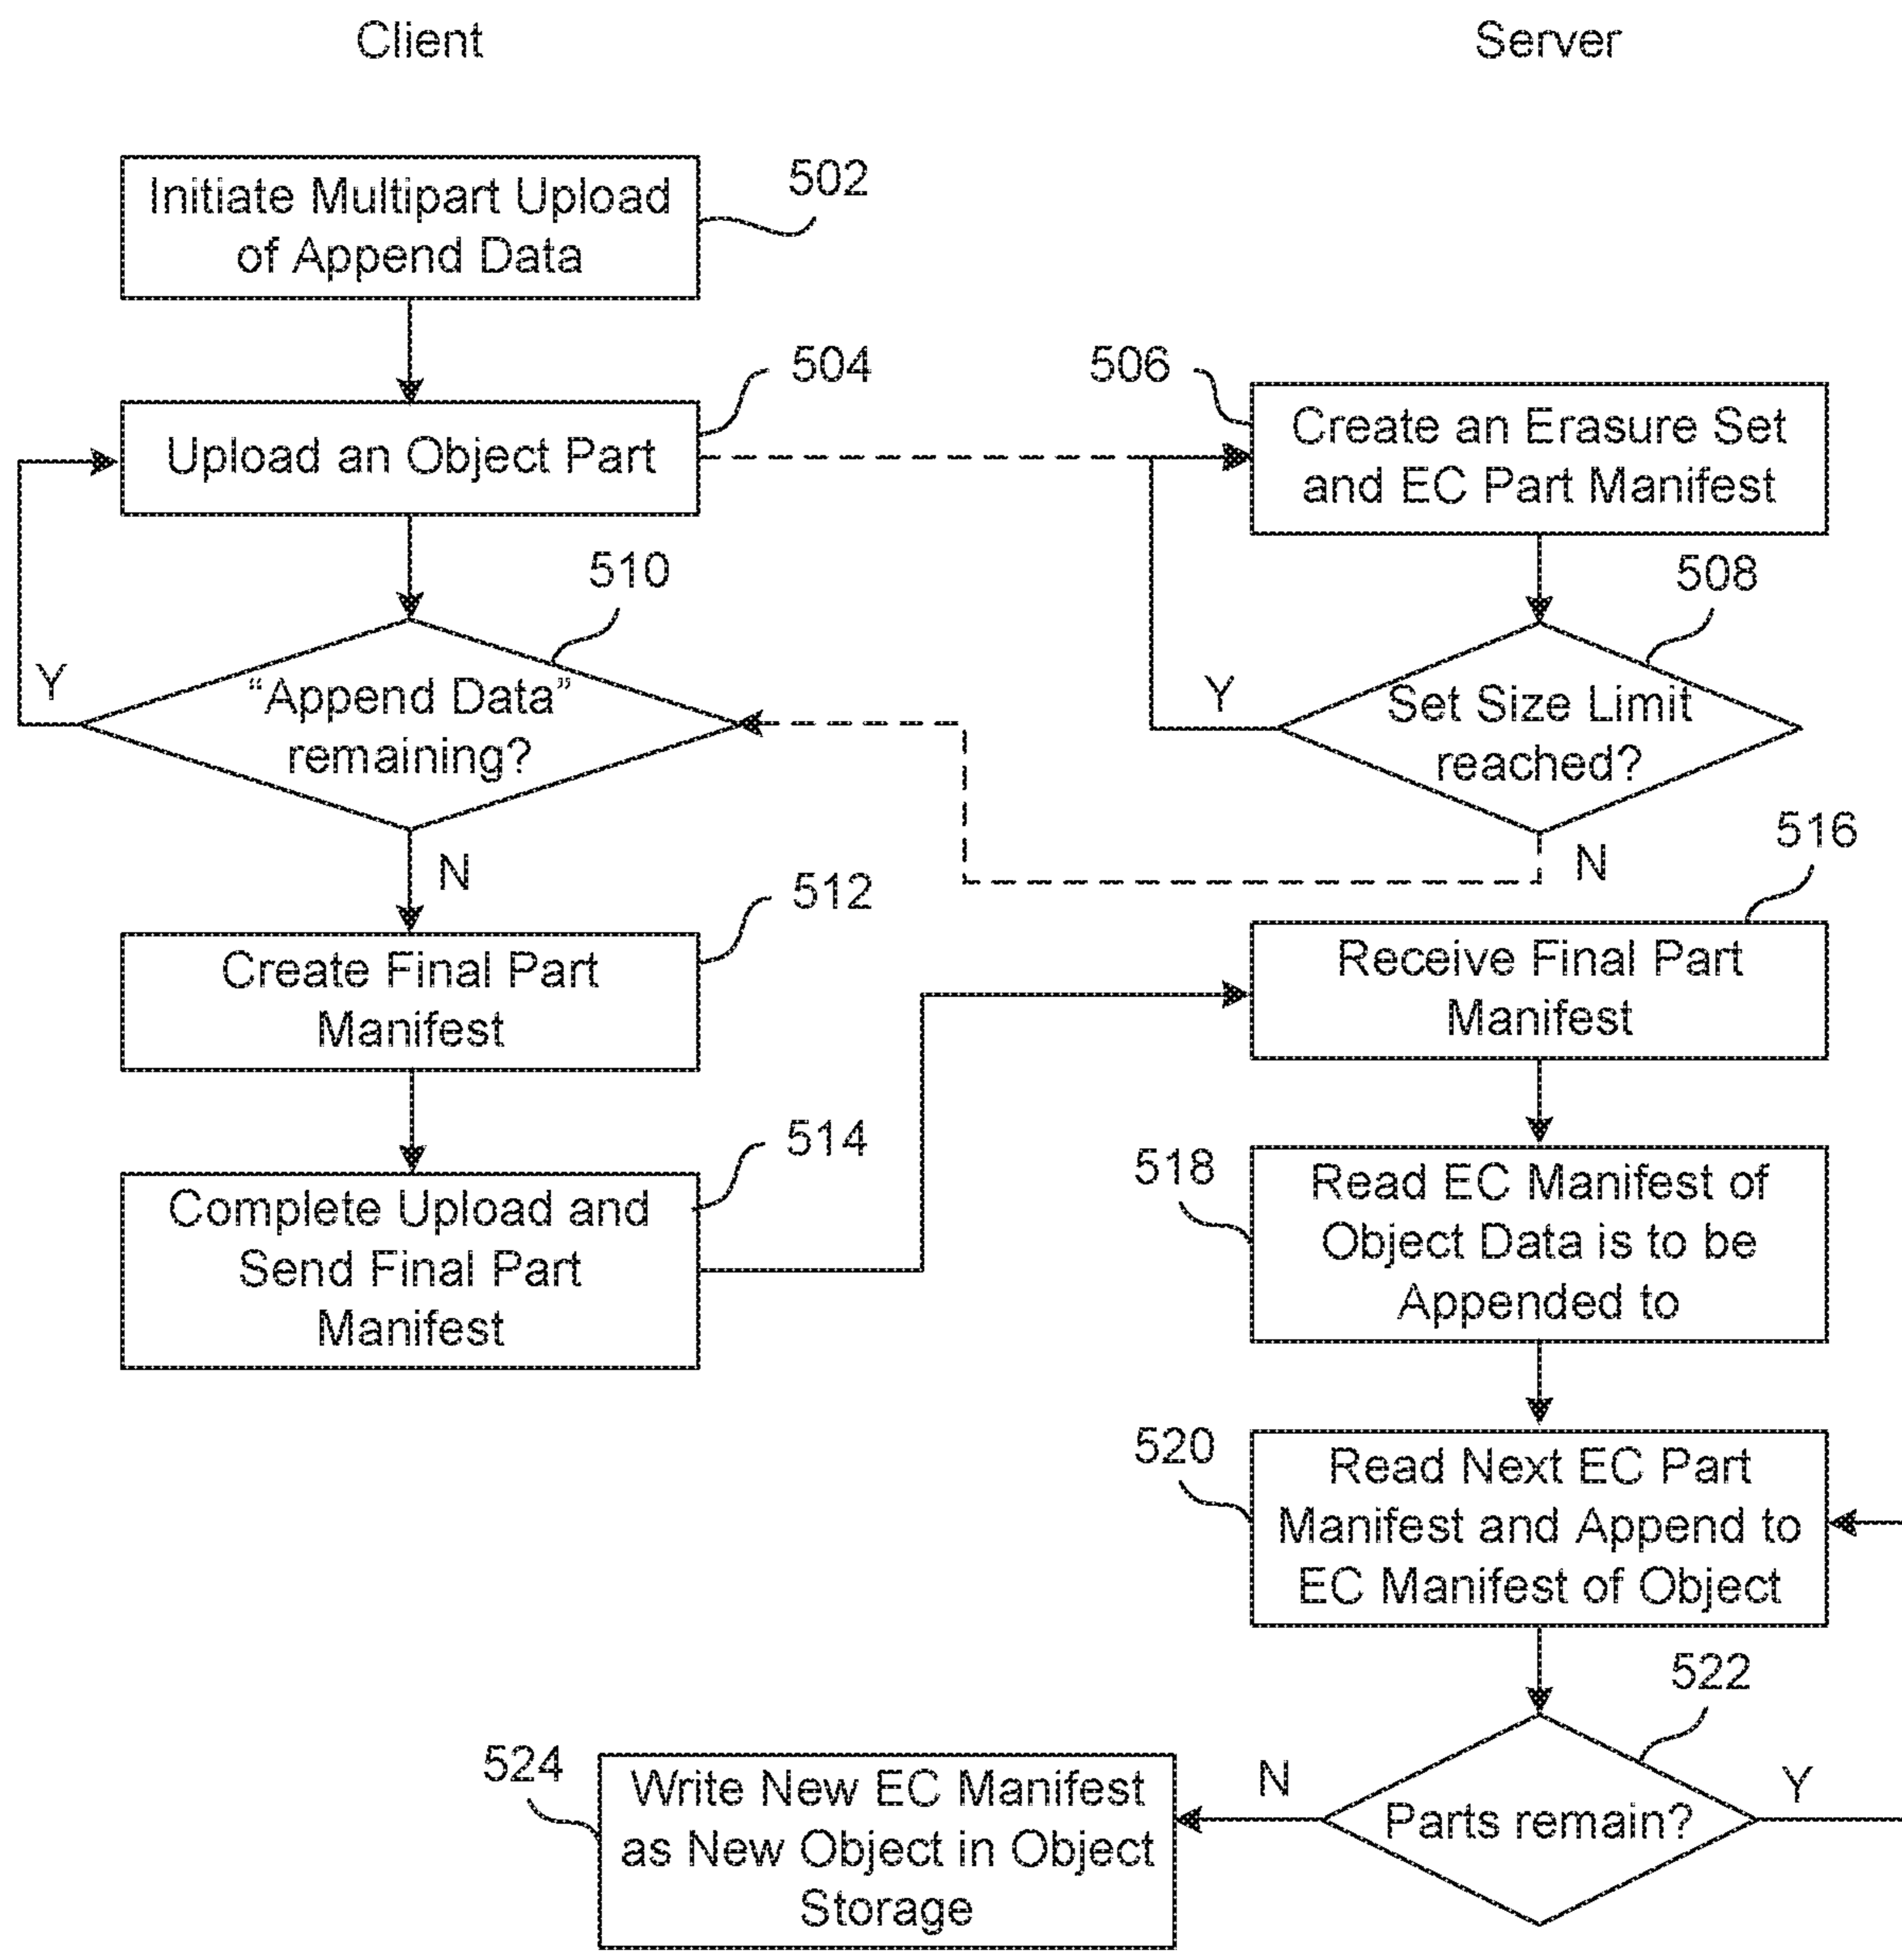 Client
Server
Initiate Multipart Upload
of Append Data
502
Upload an Object Part
504
506
Create an Erasure Set
and EC Part Manifest
510
508
Y
“Append Data”
remaining?
Y
Set Size Limit
reached?
N
N
512
516
Create Final Part
Manifest
Receive Final Part
Manifest
514
Complete Upload and
Send Final Part
Manifest
518
Read EC Manifest of
Object Data is to be
Appended to
520
Read Next EC Part
Manifest and Append to
EC Manifest of Object
522
524
Write New EC Manifest
as New Object in Object
Storage
N
Parts remain?
Y